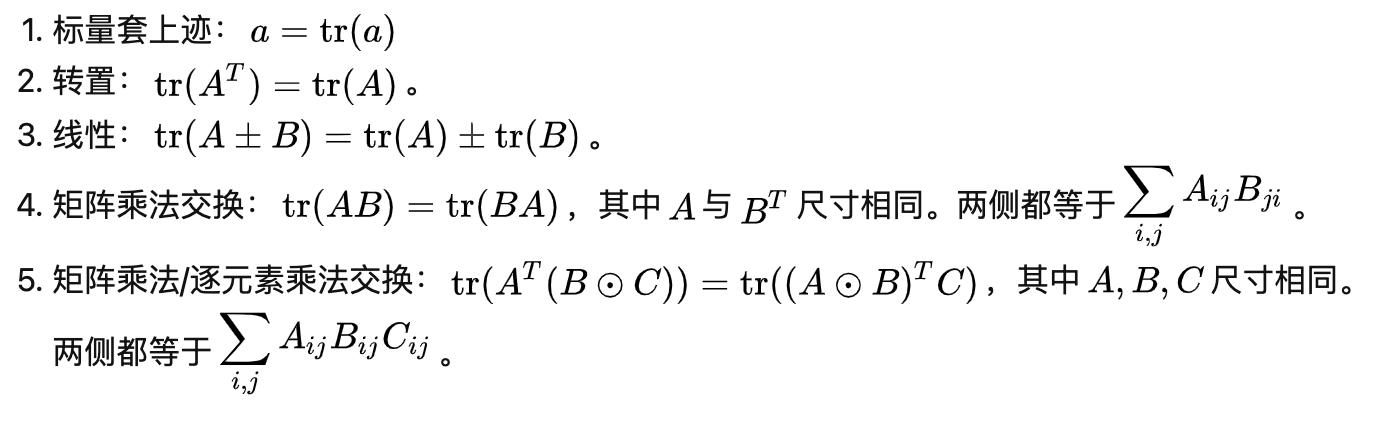 1. 标量套上迹：$a = \mathrm{tr}(a)$
2. 转置：$\mathrm{tr}(A^T) = \mathrm{tr}(A)$。
3. 线性：$\mathrm{tr}(A \pm B) = \mathrm{tr}(A) \pm \mathrm{tr}(B)$。
4. 矩阵乘法交换：$\mathrm{tr}(AB) = \mathrm{tr}(BA)$，其中 $A$ 与 $B^T$ 尺寸相同。两侧都等于 $\sum_{i,j} A_{ij}B_{ji}$。
5. 矩阵乘法/逐元素乘法交换：$\mathrm{tr}(A^T(B \odot C)) = \mathrm{tr}((A \odot B)^T C)$，其中 $A, B, C$ 尺寸相同。
两侧都等于 $\sum_{i,j} A_{ij}B_{ij}C_{ij}$。